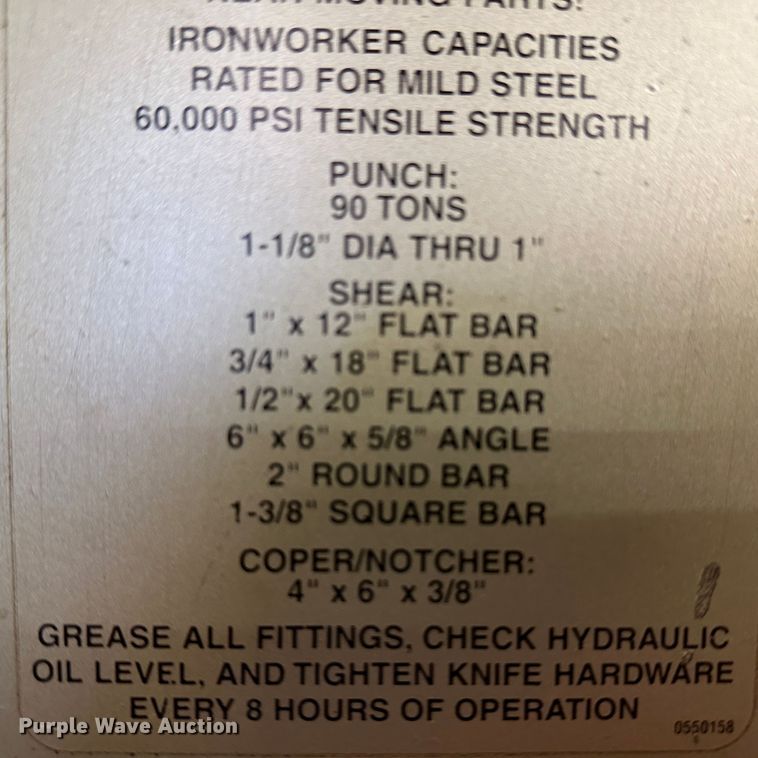 NEAR MOVING PARTS!
IRONWORKER CAPACITIES
RATED FOR MILD STEEL
60,000 PSI TENSILE STRENGTH
PUNCH:
90 TONS
1-1/8" DIA THRU 1"
SHEAR:
1" x 12" FLAT BAR
3/4" x 18" FLAT BAR
1/2"x 20" FLAT BAR
6" x 6" x 5/8" ANGLE
2" ROUND BAR
1-3/8" SQUARE BAR
COPER/NOTCHER:
4" x 6" x 3/8"
GREASE ALL FITTINGS, CHECK HYDRAULIC
OIL LEVEL, AND TIGHTEN KNIFE HARDWARE
EVERY 8 HOURS OF OPERATION
Purple Wave Auction
0550158